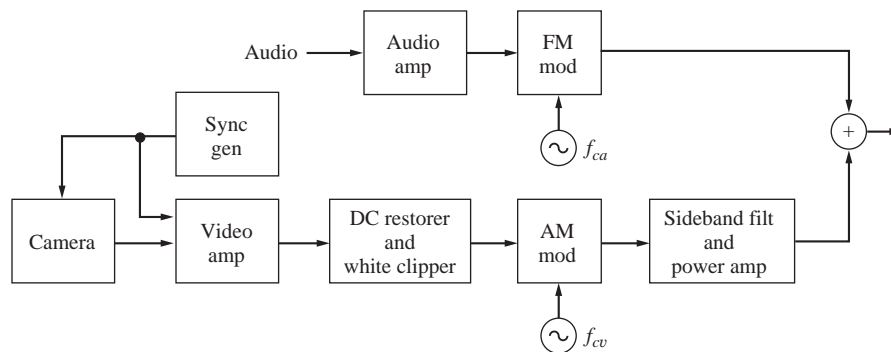 Audio
Audio
amp
FM
mod
f_ca
+
Sync
gen
Camera
Video
amp
DC restorer
and
white clipper
AM
mod
f_cv
Sideband filt
and
power amp